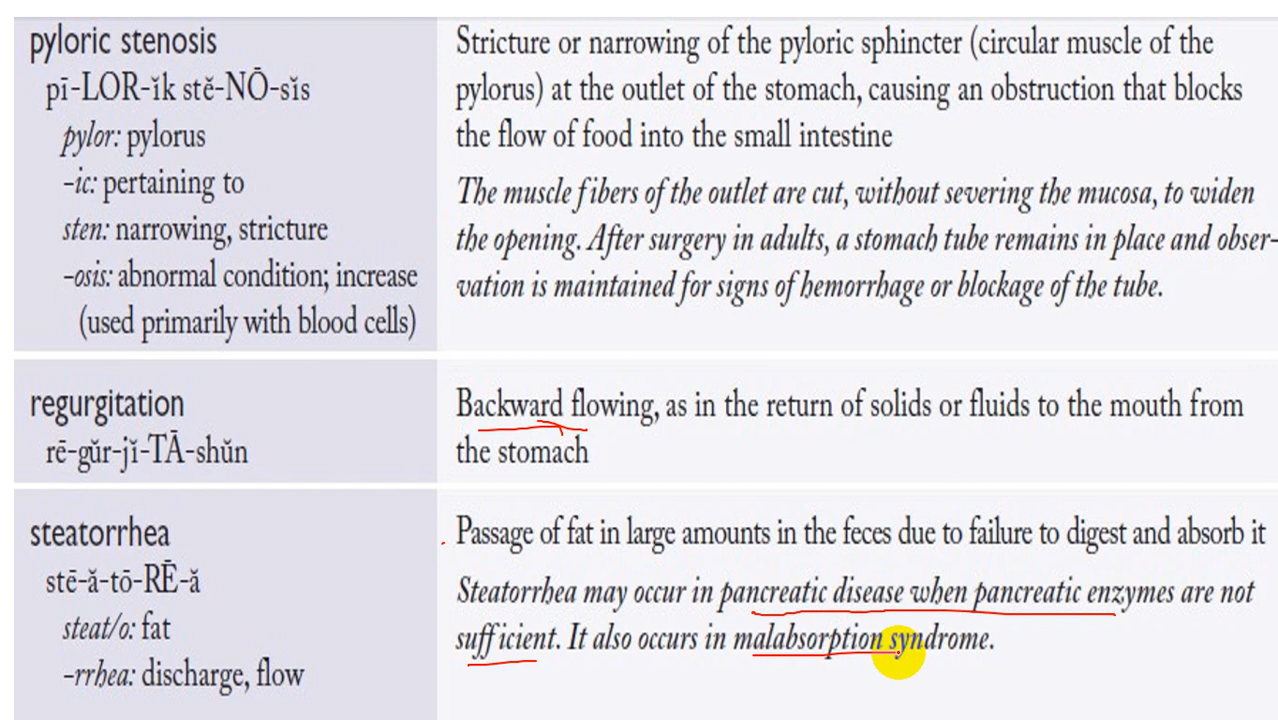 pyloric stenosis
pī-LOR-ĭk stĕ-NŌ-sĭs
pylor: pylorus
-ic: pertaining to
sten: narrowing, stricture
-osis: abnormal condition; increase
(used primarily with blood cells)
Stricture or narrowing of the pyloric sphincter (circular muscle of the
pylorus) at the outlet of the stomach, causing an obstruction that blocks
the flow of food into the small intestine
The muscle fibers of the outlet are cut, without severing the mucosa, to widen
the opening. After surgery in adults, a stomach tube remains in place and obser-
vation is maintained for signs of hemorrhage or blockage of the tube.
regurgitation
rē-gŭr-jĭ-TĀ-shŭn
Backward flowing, as in the return of solids or fluids to the mouth from
the stomach
steatorrhea
stē-ă-tō-RĒ-ă
steat/o: fat
-rrhea: discharge, flow
Passage of fat in large amounts in the feces due to failure to digest and absorb it
Steatorrhea may occur in pancreatic disease when pancreatic enzymes are not
sufficient. It also occurs in malabsorption syndrome.